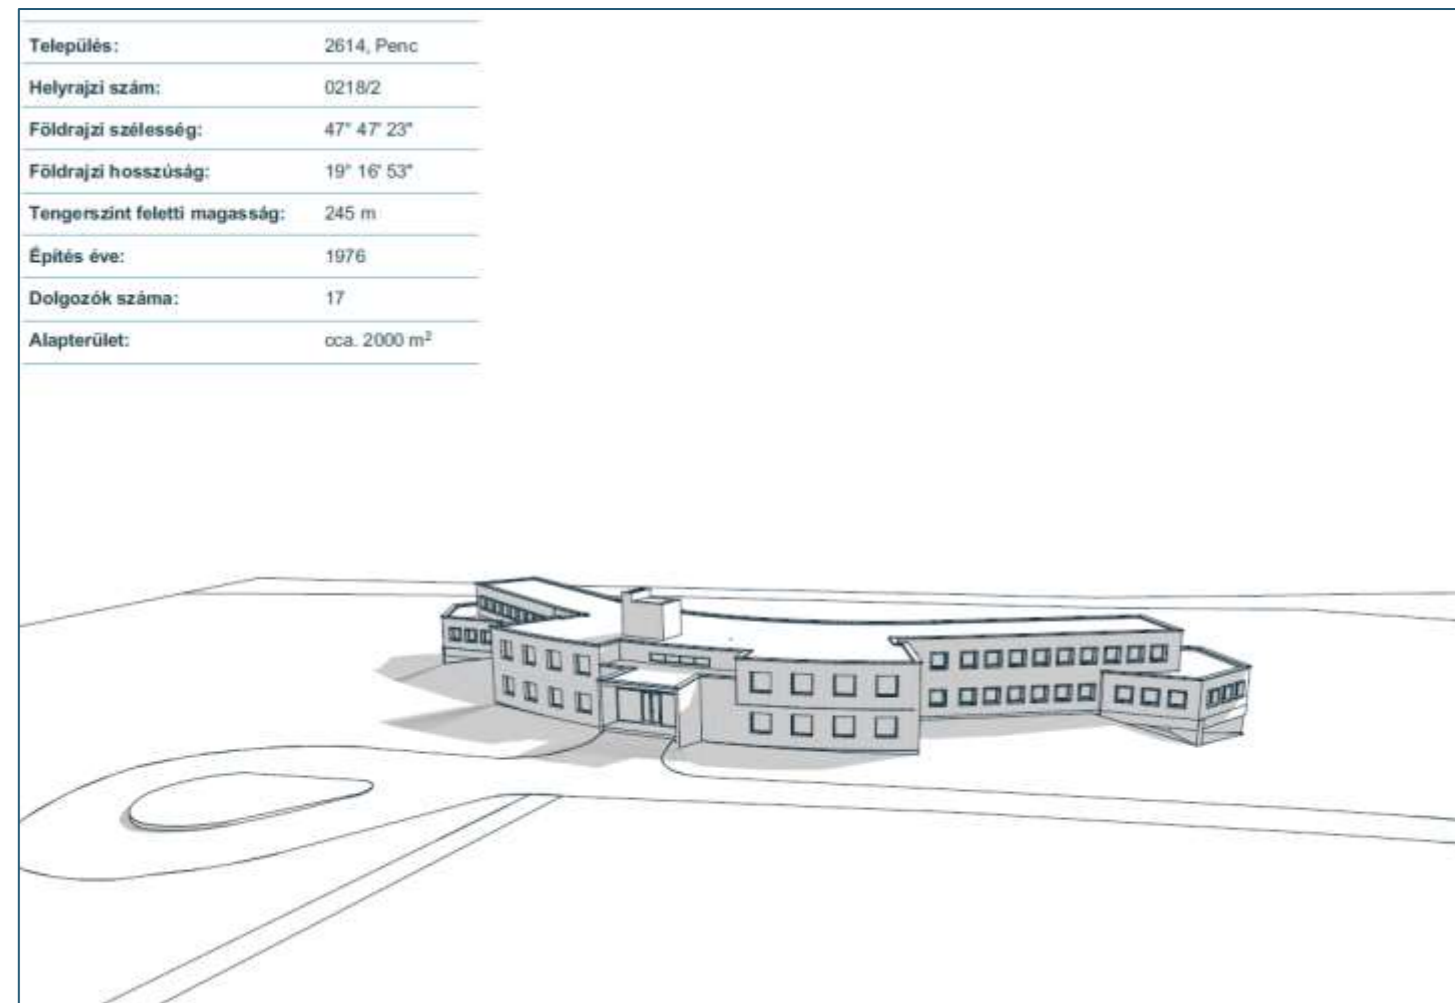 Település: 2614, Penc
Helyrajzi szám: 0218/2
Földrajzi szélesség: 47° 47' 23"
Földrajzi hosszúság: 19° 16' 53"
Tengerszint feletti magasság: 245 m
Építés éve: 1976
Dolgozók száma: 17
Alapterület: cca. 2000 m²